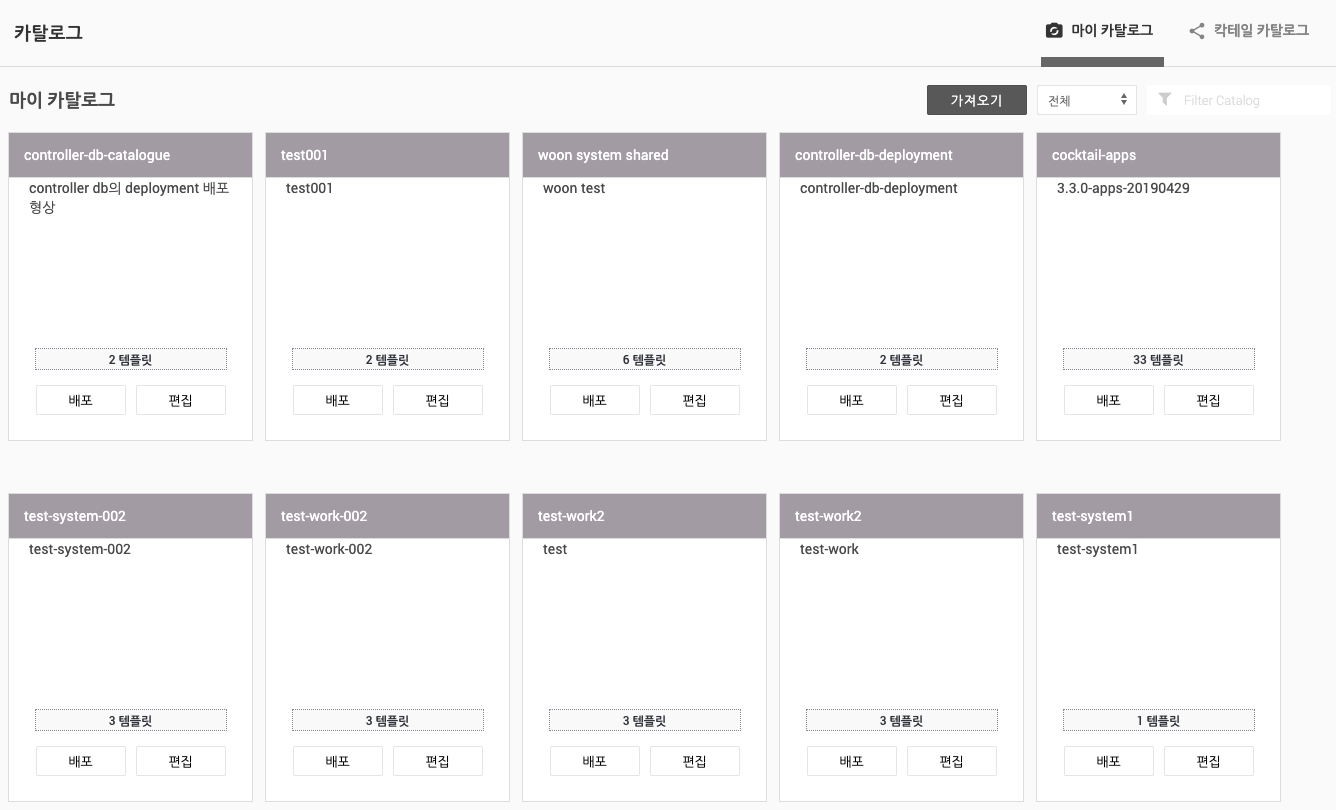 카탈로그
마이 카탈로그
칵테일 카탈로그
마이 카탈로그
가져오기
전체
Filter Catalog
controller-db-catalogue
controller db의 deployment 배포
형상
2 템플릿
배포 편집
test001
test001
2 템플릿
배포 편집
woon system shared
woon test
6 템플릿
배포 편집
controller-db-deployment
controller-db-deployment
2 템플릿
배포 편집
cocktail-apps
3.3.0-apps-20190429
33 템플릿
배포 편집
test-system-002
test-system-002
3 템플릿
배포 편집
test-work-002
test-work-002
3 템플릿
배포 편집
test-work2
test
3 템플릿
배포 편집
test-work2
test-work
3 템플릿
배포 편집
test-system1
test-system1
1 템플릿
배포 편집